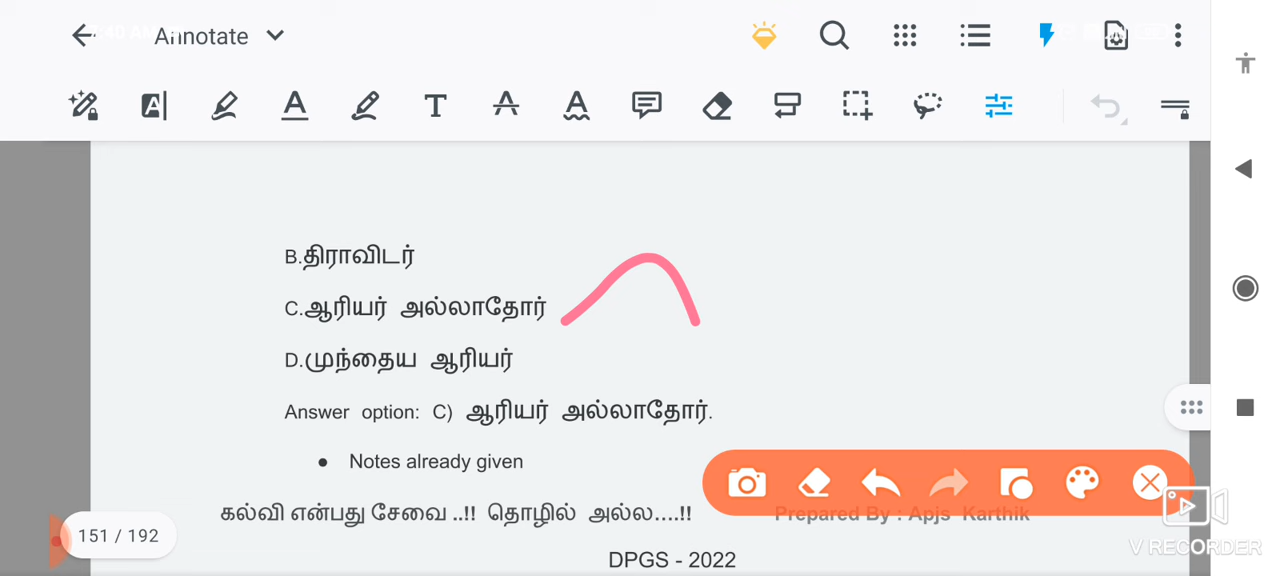 Annotate
B.திராவிடர்
C.ஆரியர் அல்லாதோர்
D.முந்தைய ஆரியர்
Answer option: C) ஆரியர் அல்லாதோர்.
● Notes already given
கல்வி என்பது சேவை ..!! தொழில் அல்ல....!! Prepared By : Apjs Karthik
151 / 192
DPGS - 2022
V RECORDER